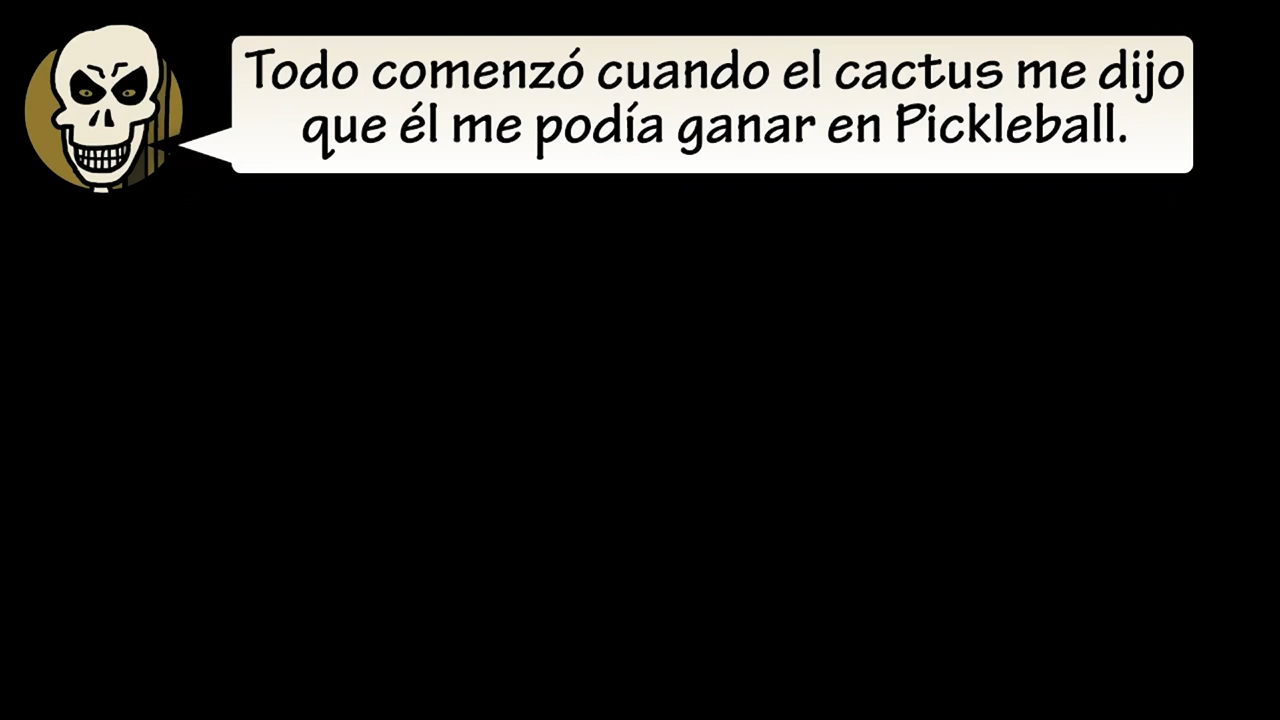 Todo comenzó cuando el cactus me dijo
que él me podía ganar en Pickleball.